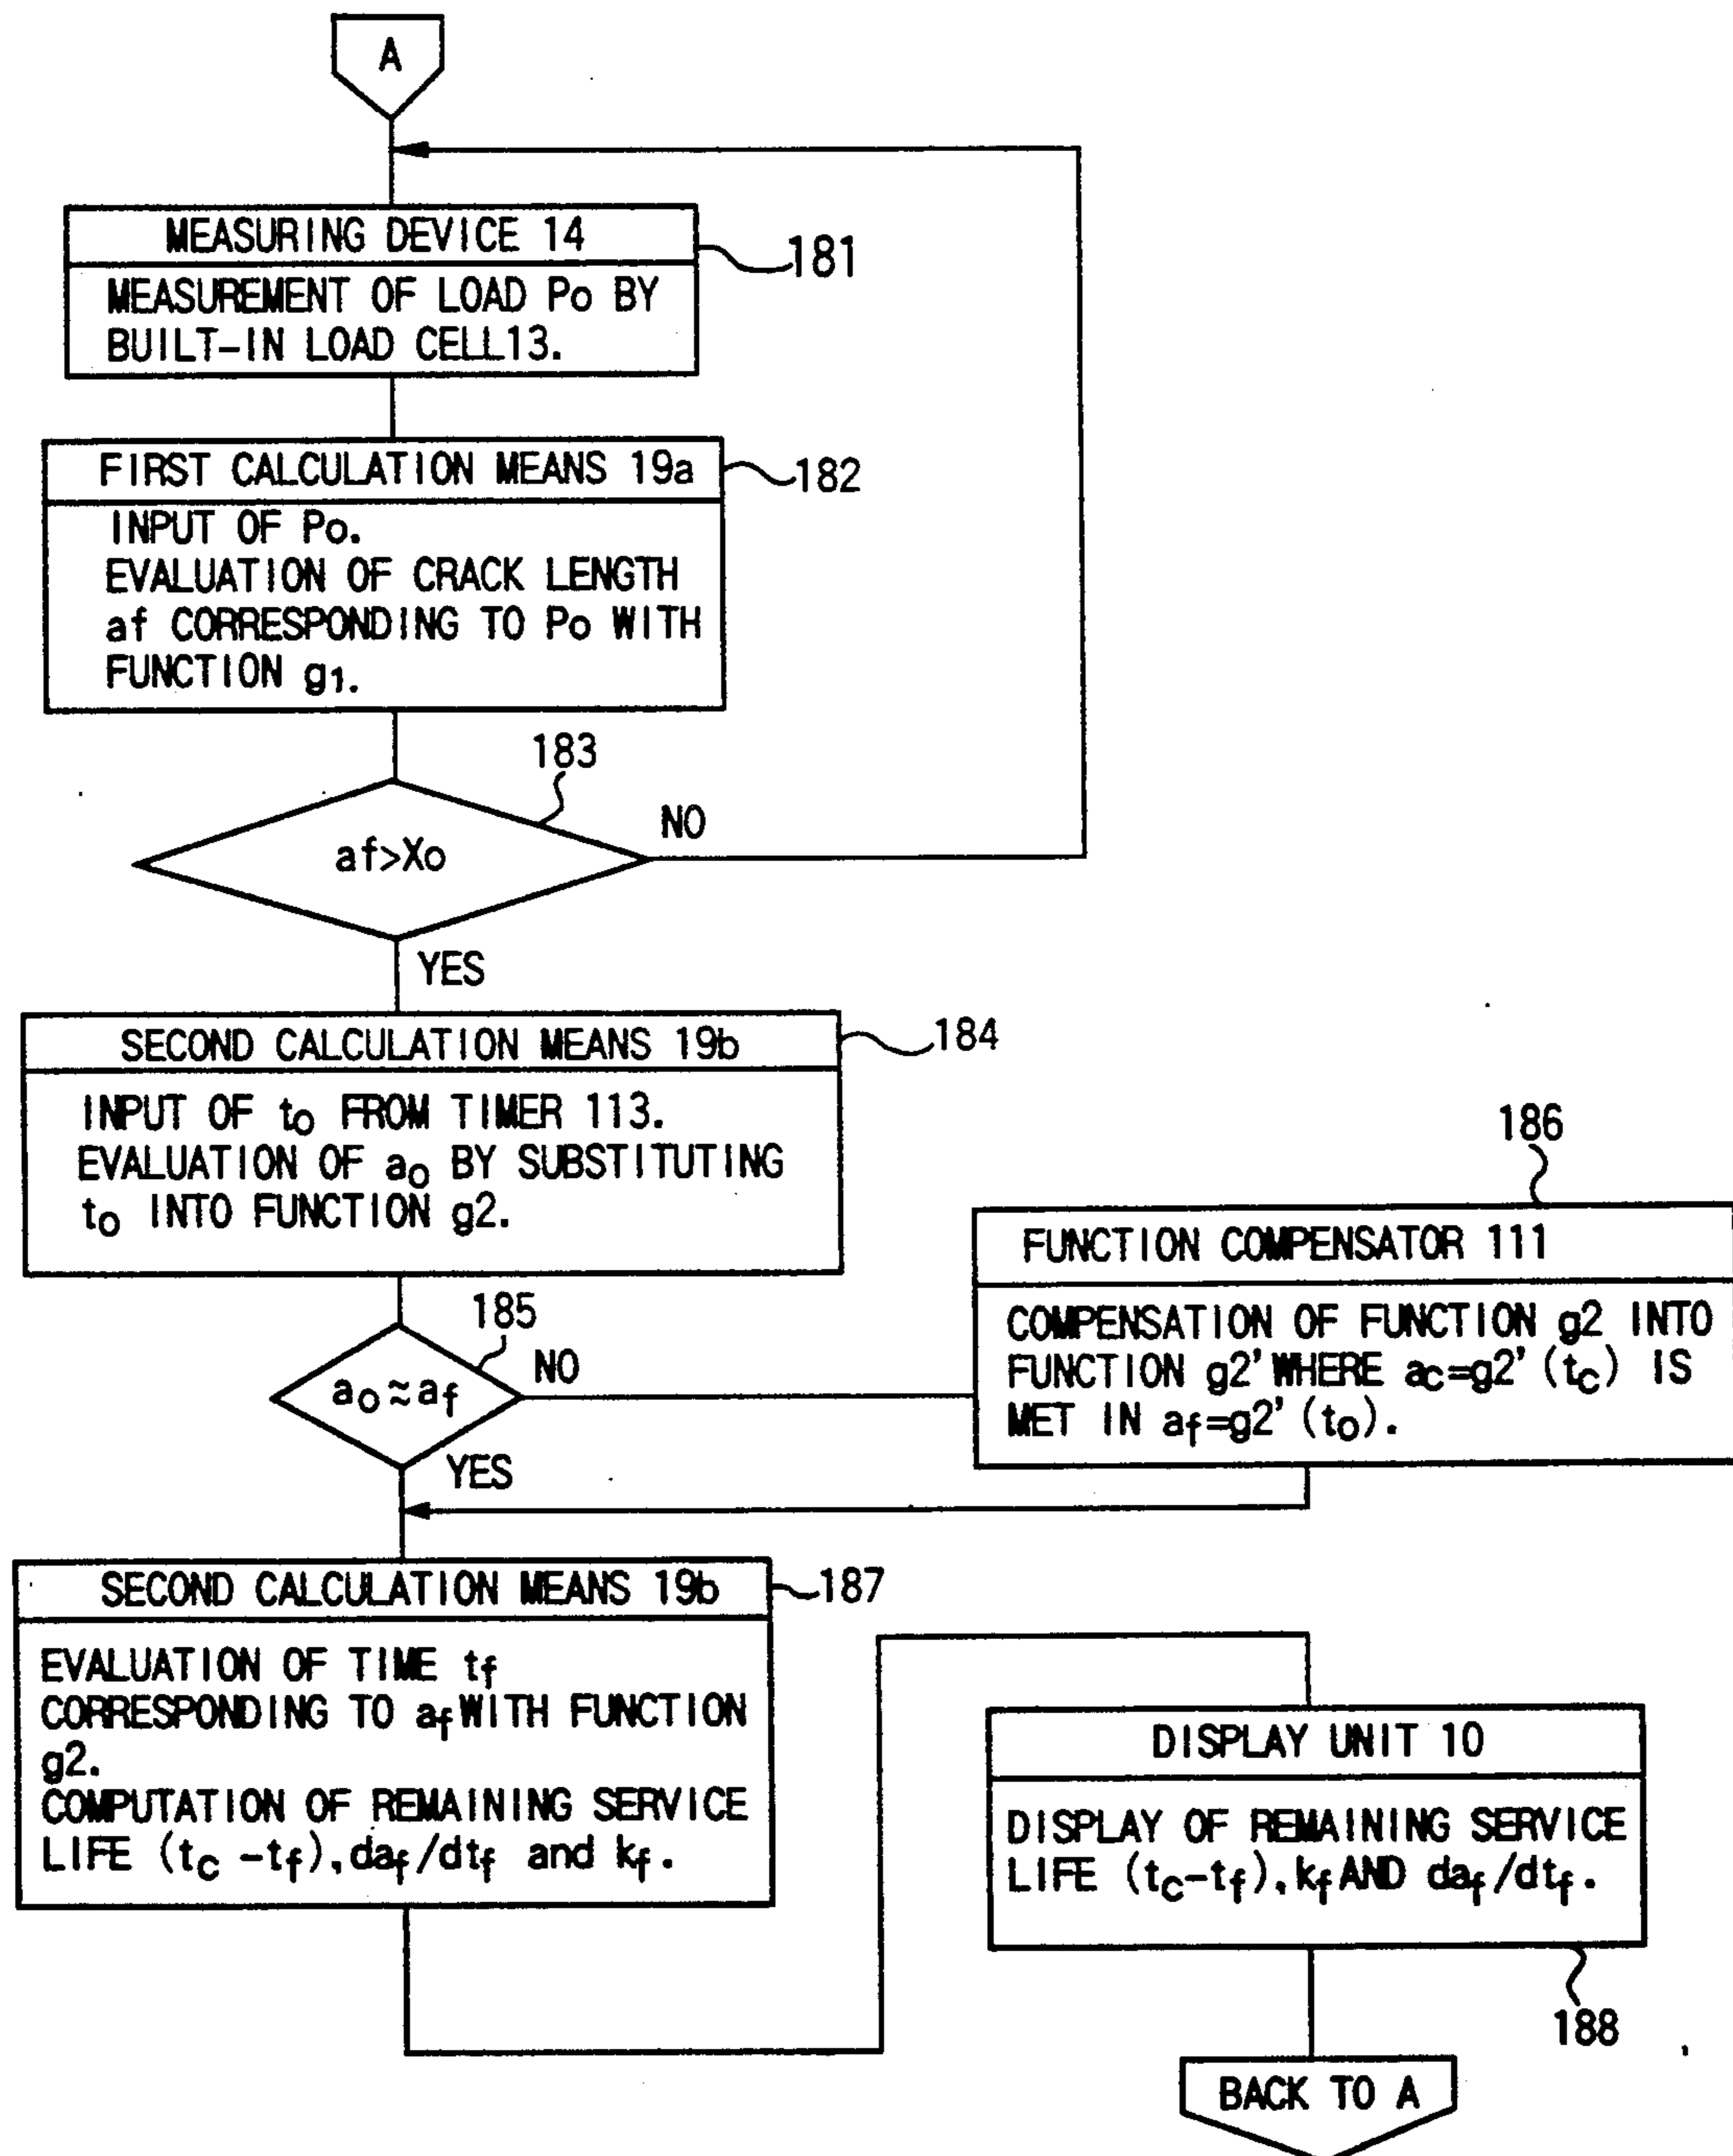 A
MEASURING DEVICE 14
181
MEASUREMENT OF LOAD Po BY
BUILT-IN LOAD CELL13.
FIRST CALCULATION MEANS 19a
182
INPUT OF Po.
EVALUATION OF CRACK LENGTH
af CORRESPONDING TO Po WITH
FUNCTION g1.
183
af>Xo
NO
YES
SECOND CALCULATION MEANS 19b
184
INPUT OF to FROM TIMER 113.
EVALUATION OF ao BY SUBSTITUTING
to INTO FUNCTION g2.
185
ao≈af
NO
YES
186
FUNCTION COMPENSATOR 111
COMPENSATION OF FUNCTION g2 INTO
FUNCTION g2' WHERE ac=g2' (tc) IS
MET IN af=g2' (to).
SECOND CALCULATION MEANS 19b
187
EVALUATION OF TIME tf
CORRESPONDING TO af WITH FUNCTION
g2.
COMPUTATION OF REMAINING SERVICE
LIFE (tc -tf),daf/dtf and kf.
DISPLAY UNIT 10
DISPLAY OF REMAINING SERVICE
LIFE (tc-tf),kf AND daf/dtf.
188
BACK TO A